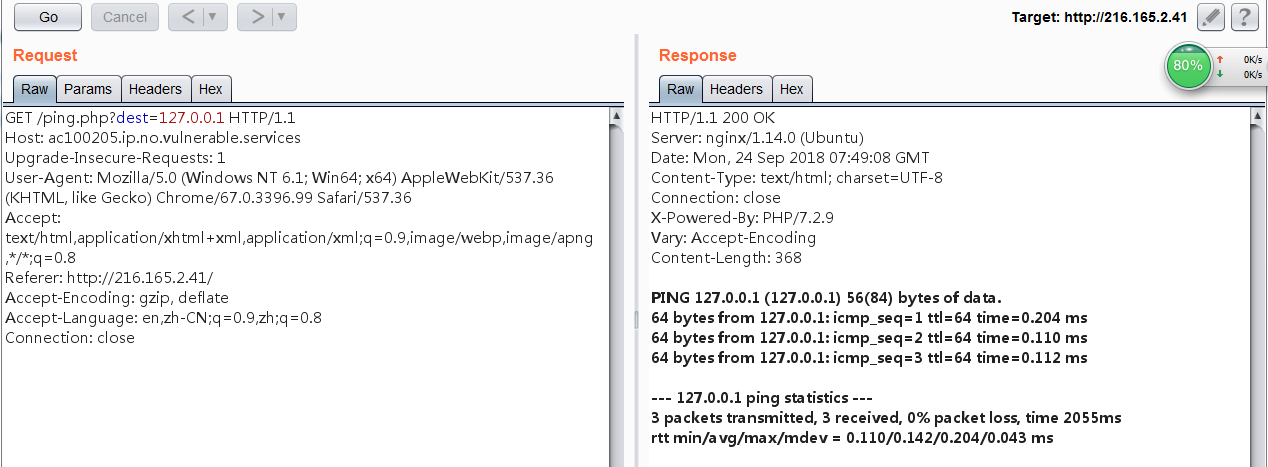 Go Cancel < > Target: http://216.165.2.41 ?
Request
Raw Params Headers Hex
GET /ping.php?dest=127.0.0.1 HTTP/1.1
Host: ac100205.ip.no.vulnerable.services
Upgrade-Insecure-Requests: 1
User-Agent: Mozilla/5.0 (Windows NT 6.1; Win64; x64) AppleWebKit/537.36
(KHTML, like Gecko) Chrome/67.0.3396.99 Safari/537.36
Accept:
text/html,application/xhtml+xml,application/xml;q=0.9,image/webp,image/apng
,*/*;q=0.8
Referer: http://216.165.2.41/
Accept-Encoding: gzip, deflate
Accept-Language: en,zh-CN;q=0.9,zh;q=0.8
Connection: close
Response
80%
0K/s
0K/s
Raw Headers Hex
HTTP/1.1 200 OK
Server: nginx/1.14.0 (Ubuntu)
Date: Mon, 24 Sep 2018 07:49:08 GMT
Content-Type: text/html; charset=UTF-8
Connection: close
X-Powered-By: PHP/7.2.9
Vary: Accept-Encoding
Content-Length: 368
PING 127.0.0.1 (127.0.0.1) 56(84) bytes of data.
64 bytes from 127.0.0.1: icmp_seq=1 ttl=64 time=0.204 ms
64 bytes from 127.0.0.1: icmp_seq=2 ttl=64 time=0.110 ms
64 bytes from 127.0.0.1: icmp_seq=3 ttl=64 time=0.112 ms
--- 127.0.0.1 ping statistics ---
3 packets transmitted, 3 received, 0% packet loss, time 2055ms
rtt min/avg/max/mdev = 0.110/0.142/0.204/0.043 ms